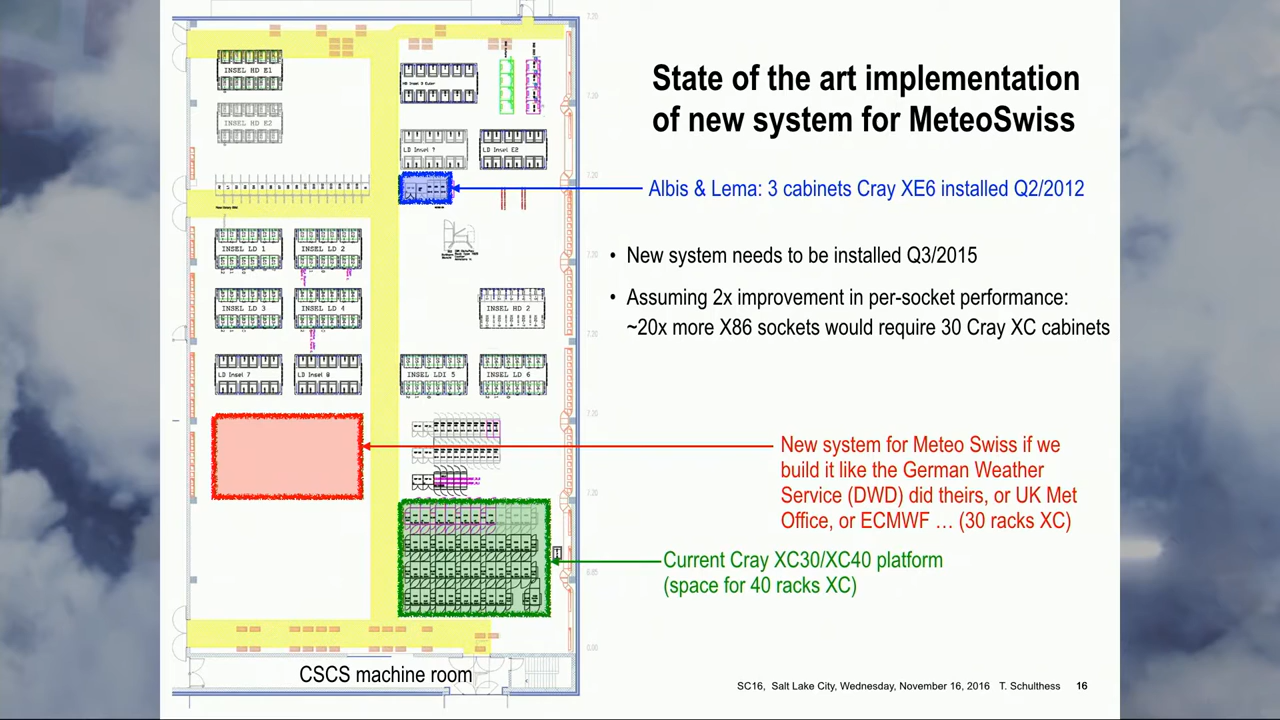 State of the art implementation
of new system for MeteoSwiss
INSEL HD E1
INSEL HD E2
LD Insel 7
LD Insel E2
Albis & Lema: 3 cabinets Cray XE6 installed Q2/2012
INSEL LD 1
INSEL LD 2
• New system needs to be installed Q3/2015
INSEL LD 3
INSEL LD 4
INSEL HD 2
• Assuming 2x improvement in per-socket performance:
~20x more X86 sockets would require 30 Cray XC cabinets
LD Insel 7
LD Insel 8
INSEL LDI 5
INSEL LD 6
New system for Meteo Swiss if we
build it like the German Weather
Service (DWD) did theirs, or UK Met
Office, or ECMWF … (30 racks XC)
Current Cray XC30/XC40 platform
(space for 40 racks XC)
CSCS machine room
SC16, Salt Lake City, Wednesday, November 16, 2016 T. Schulthess 16